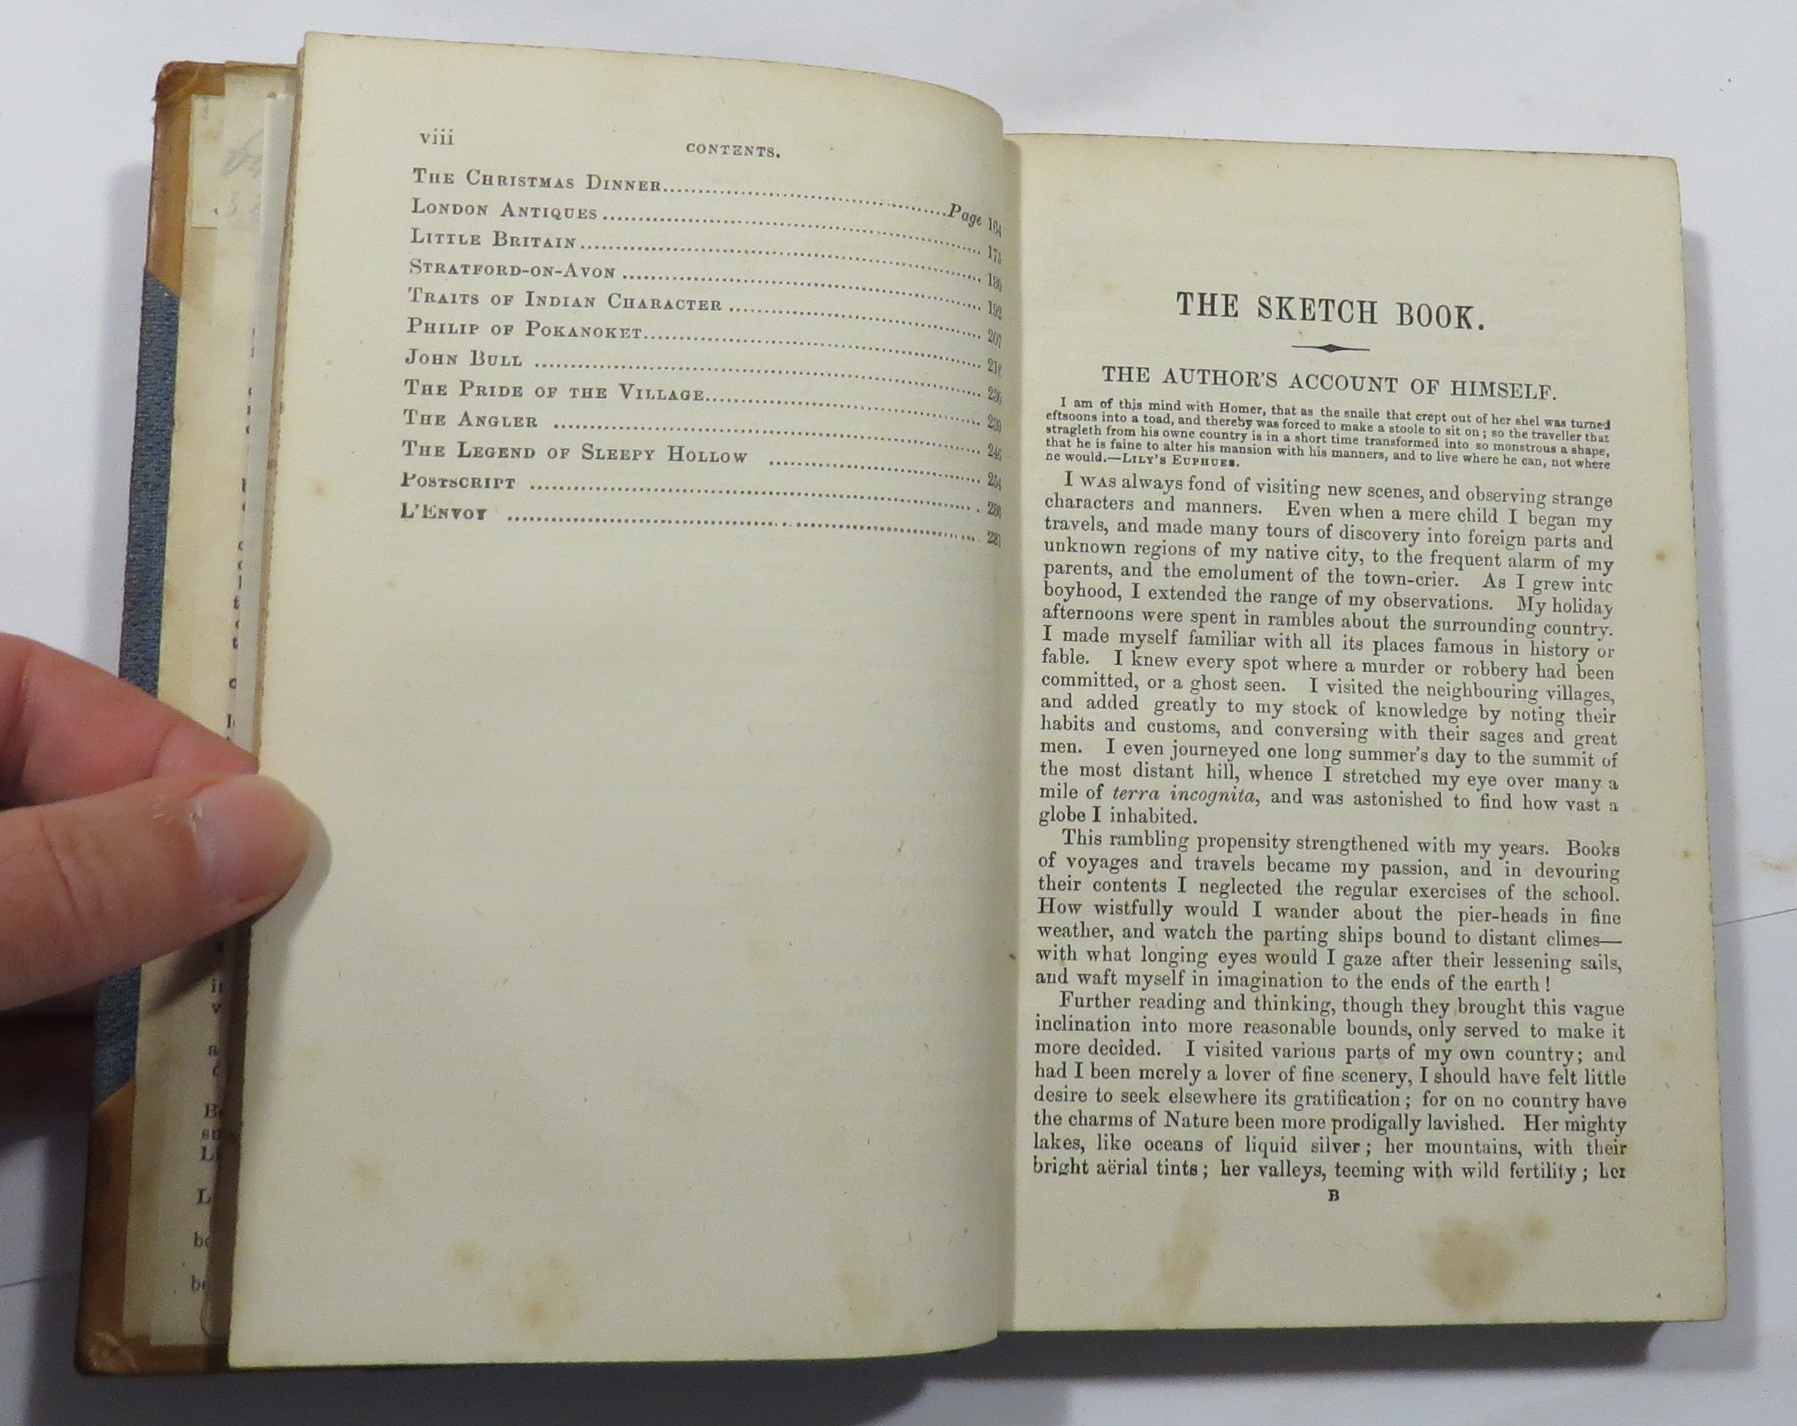 viii
CONTENTS.
THE CHRISTMAS DINNER........Page 164
LONDON ANTIQUES........
LITTLE BRITAIN........
STRATFORD-ON-AVON........192
TRAITS OF INDIAN CHARACTER........207
PHILIP OF POKANOKET........
JOHN BULL........
THE PRIDE OF THE VILLAGE........
THE ANGLER........
THE LEGEND OF SLEEPY HOLLOW........254
POSTSCRIPT........280
L'ENVOY........281
THE SKETCH BOOK.
THE AUTHOR'S ACCOUNT OF HIMSELF.
I am of this mind with Homer, that as the snaile that crept out of her shel was turned
eftsoons into a toad, and thereby was forced to make a stoole to sit on; so the traveller that
stragleth from his owne country is in a short time transformed into so monstrous a shape,
that he is faine to alter his mansion with his manners, and to live where he can, not where
he would.—LILY'S EUPHUES.
I WAS always fond of visiting new scenes, and observing strange
characters and manners. Even when a mere child I began my
travels, and made many tours of discovery into foreign parts and
unknown regions of my native city, to the frequent alarm of my
parents, and the emolument of the town-crier. As I grew into
boyhood, I extended the range of my observations. My holiday
afternoons were spent in rambles about the surrounding country.
I made myself familiar with all its places famous in history or
fable. I knew every spot where a murder or robbery had been
committed, or a ghost seen. I visited the neighbouring villages,
and added greatly to my stock of knowledge by noting their
habits and customs, and conversing with their sages and great
men. I even journeyed one long summer's day to the summit of
the most distant hill, whence I stretched my eye over many a
mile of terra incognita, and was astonished to find how vast a
globe I inhabited.
This rambling propensity strengthened with my years. Books
of voyages and travels became my passion, and in devouring
their contents I neglected the regular exercises of the school.
How wistfully would I wander about the pier-heads in fine
weather, and watch the parting ships bound to distant climes—
with what longing eyes would I gaze after their lessening sails,
and waft myself in imagination to the ends of the earth!
Further reading and thinking, though they brought this vague
inclination into more reasonable bounds, only served to make it
more decided. I visited various parts of my own country; and
had I been merely a lover of fine scenery, I should have felt little
desire to seek elsewhere its gratification; for on no country have
the charms of Nature been more prodigally lavished. Her mighty
lakes, like oceans of liquid silver; her mountains, with their
bright aërial tints; her valleys, teeming with wild fertility; her
B